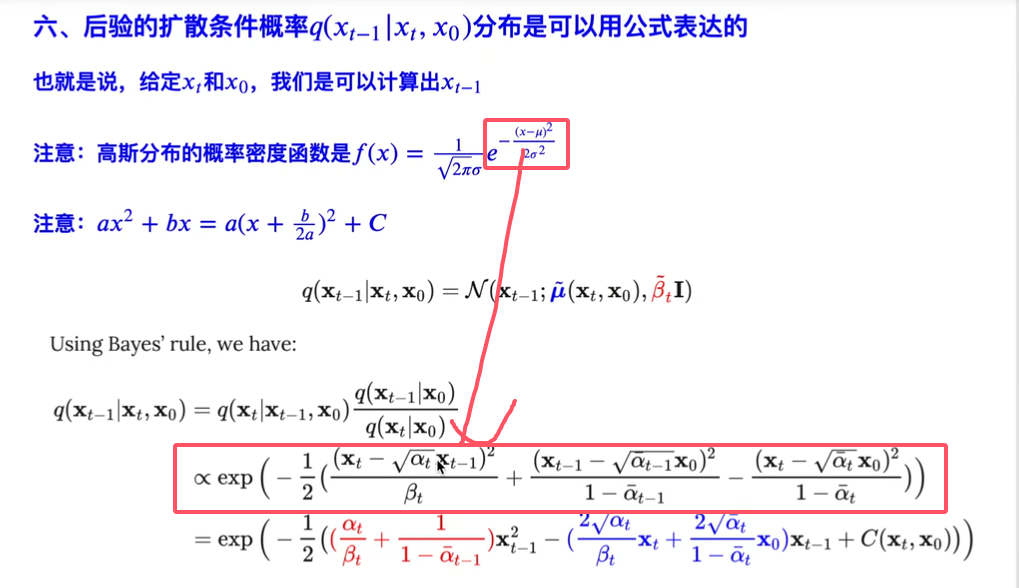 六、后验的扩散条件概率q(x_{t−1}|x_t, x_0)分布是可以用公式表达的
也就是说，给定x_t和x_0，我们是可以计算出x_{t−1}
注意：高斯分布的概率密度函数是f(x) = \frac{1}{\sqrt{2\pi}\sigma} e^{-\frac{(x-\mu)^2}{2\sigma^2}}
注意：ax^2 + bx = a(x + \frac{b}{2a})^2 + C
q(\mathbf{x}_{t-1}|\mathbf{x}_t, \mathbf{x}_0) = \mathcal{N}(\mathbf{x}_{t-1}; \tilde{\boldsymbol{\mu}}(\mathbf{x}_t, \mathbf{x}_0), \tilde{\beta}_t \mathbf{I})
Using Bayes’ rule, we have:
q(\mathbf{x}_{t-1}|\mathbf{x}_t, \mathbf{x}_0) = q(\mathbf{x}_t|\mathbf{x}_{t-1}, \mathbf{x}_0) \frac{q(\mathbf{x}_{t-1}|\mathbf{x}_0)}{q(\mathbf{x}_t|\mathbf{x}_0)}
\propto \exp\Big(-\frac{1}{2}\big(\frac{(\mathbf{x}_t - \sqrt{\alpha_t}\mathbf{x}_{t-1})^2}{\beta_t} + \frac{(\mathbf{x}_{t-1} - \sqrt{\bar{\alpha}_{t-1}}\mathbf{x}_0)^2}{1-\bar{\alpha}_{t-1}} - \frac{(\mathbf{x}_t - \sqrt{\bar{\alpha}_t}\mathbf{x}_0)^2}{1-\bar{\alpha}_t}\big)\Big)
= \exp\Big(-\frac{1}{2}\big((\frac{\alpha_t}{\beta_t} + \frac{1}{1-\bar{\alpha}_{t-1}})\mathbf{x}_{t-1}^2 - (\frac{2\sqrt{\alpha_t}}{\beta_t}\mathbf{x}_t + \frac{2\sqrt{\bar{\alpha}_t}}{1-\bar{\alpha}_t}\mathbf{x}_0)\mathbf{x}_{t-1} + C(\mathbf{x}_t, \mathbf{x}_0)\big)\Big)